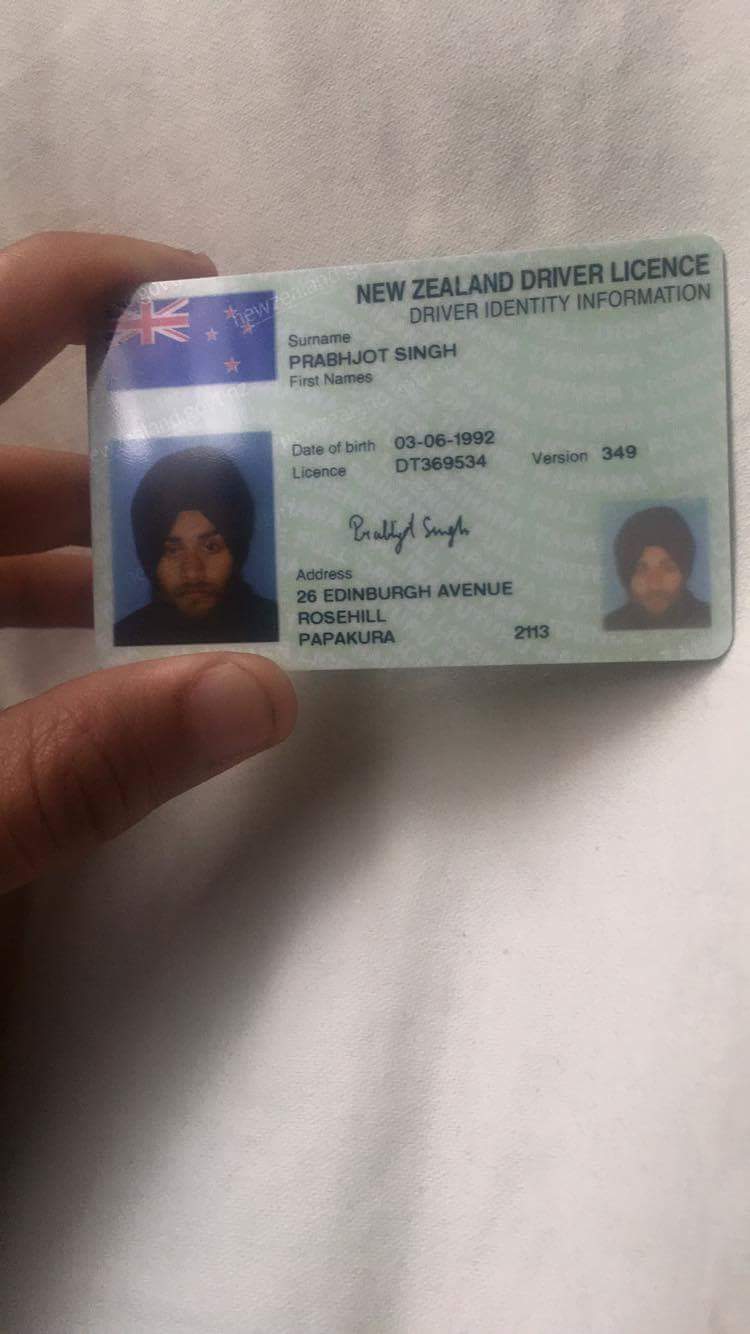 NEW ZEALAND DRIVER LICENCE
DRIVER IDENTITY INFORMATION
Surname
PRABHJOT SINGH
First Names
Date of birth 03-06-1992
Licence DT369534 Version 349
Prabhjot Singh
Address
26 EDINBURGH AVENUE
ROSEHILL
PAPAKURA 2113